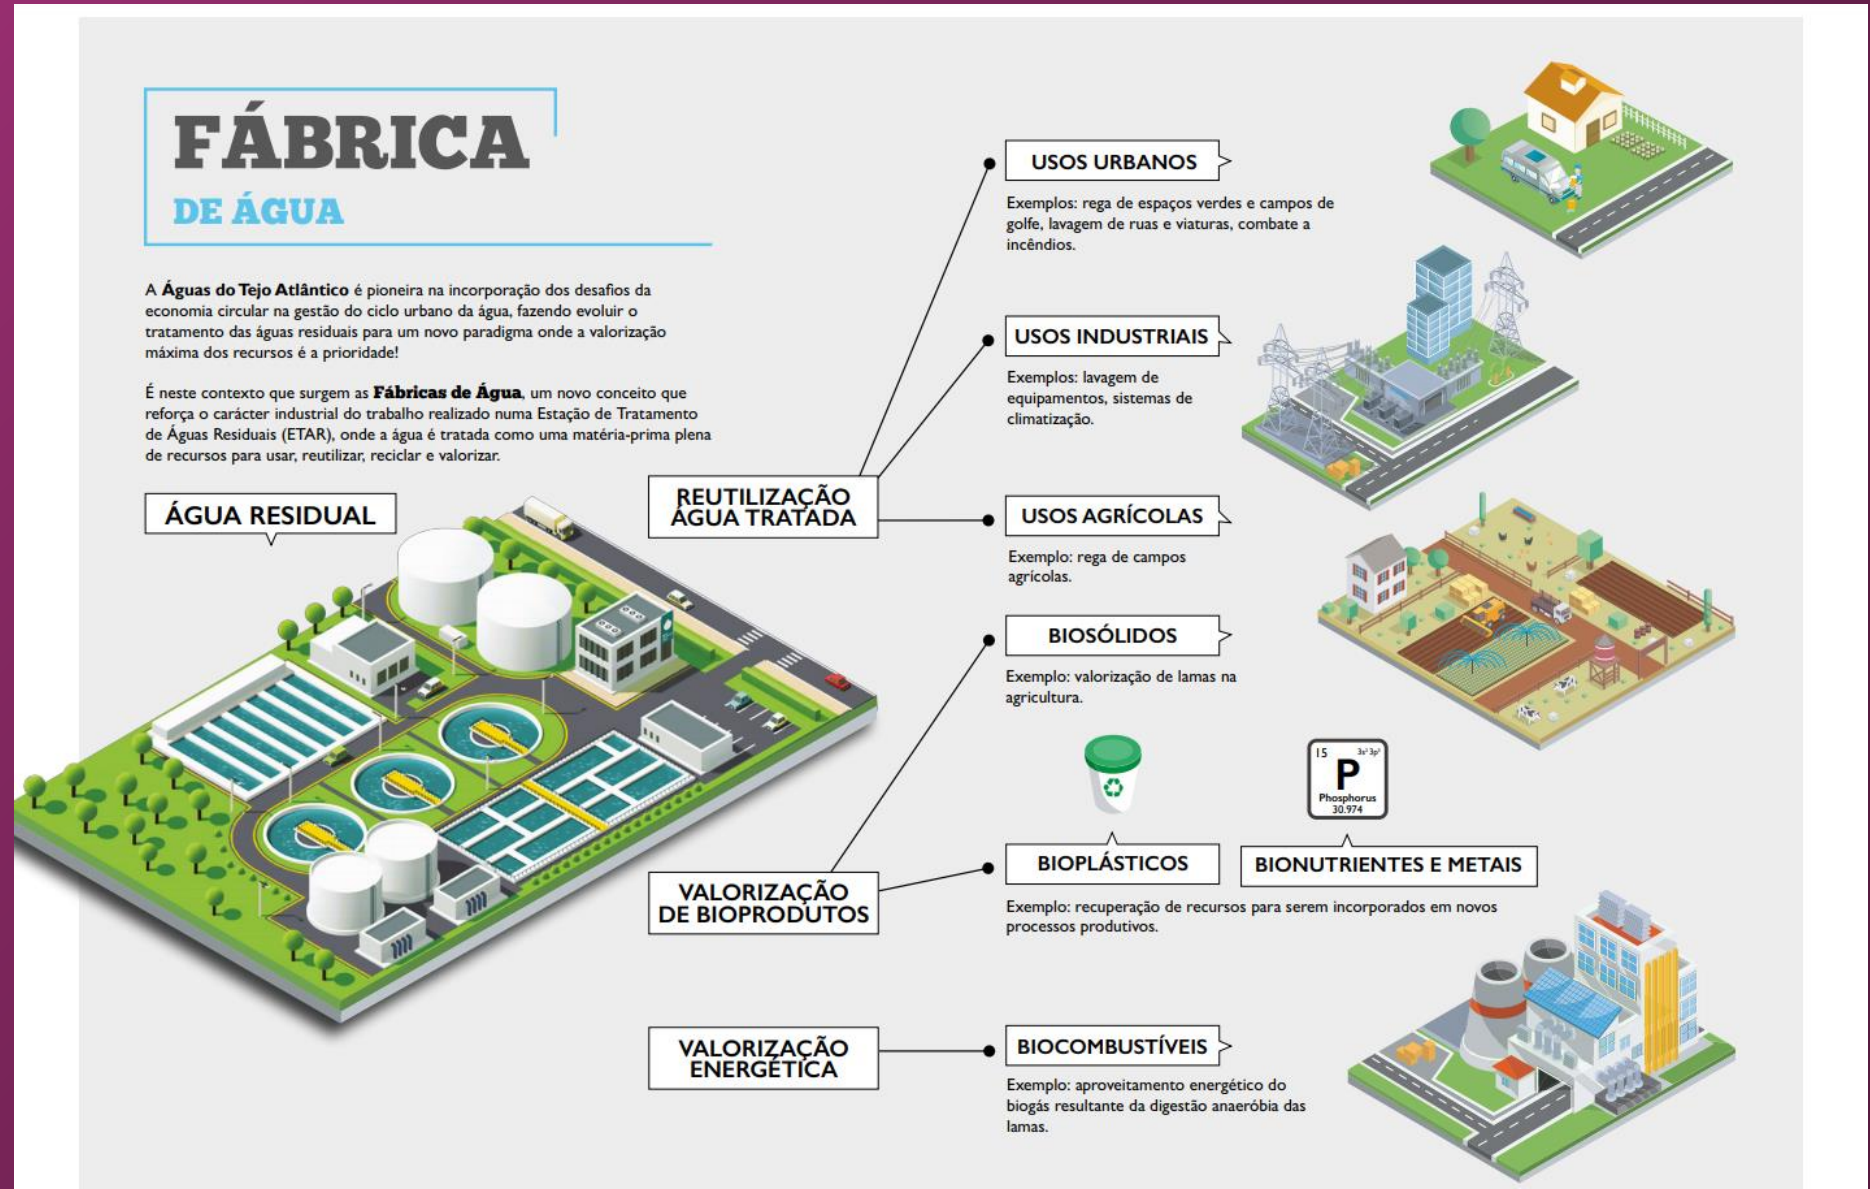 FÁBRICA
DE ÁGUA
A Águas do Tejo Atlântico é pioneira na incorporação dos desafios da
economia circular na gestão do ciclo urbano da água, fazendo evoluir o
tratamento das águas residuais para um novo paradigma onde a valorização
máxima dos recursos é a prioridade!
É neste contexto que surgem as Fábricas de Água, um novo conceito que
reforça o carácter industrial do trabalho realizado numa Estação de Tratamento
de Águas Residuais (ETAR), onde a água é tratada como uma matéria-prima plena
de recursos para usar, reutilizar, reciclar e valorizar.
ÁGUA RESIDUAL
REUTILIZAÇÃO
ÁGUA TRATADA
USOS URBANOS
Exemplos: rega de espaços verdes e campos de
golfe, lavagem de ruas e viaturas, combate a
incêndios.
USOS INDUSTRIAIS
Exemplos: lavagem de
equipamentos, sistemas de
climatização.
USOS AGRÍCOLAS
Exemplo: rega de campos
agrícolas.
BIOSÓLIDOS
Exemplo: valorização de lamas na
agricultura.
15 3s² 3p³
P
Phosphorus
30.974
VALORIZAÇÃO
DE BIOPRODUTOS
BIOPLÁSTICOS
BIONUTRIENTES E METAIS
Exemplo: recuperação de recursos para serem incorporados em novos
processos produtivos.
VALORIZAÇÃO
ENERGÉTICA
BIOCOMBUSTÍVEIS
Exemplo: aproveitamento energético do
biogás resultante da digestão anaeróbia das
lamas.